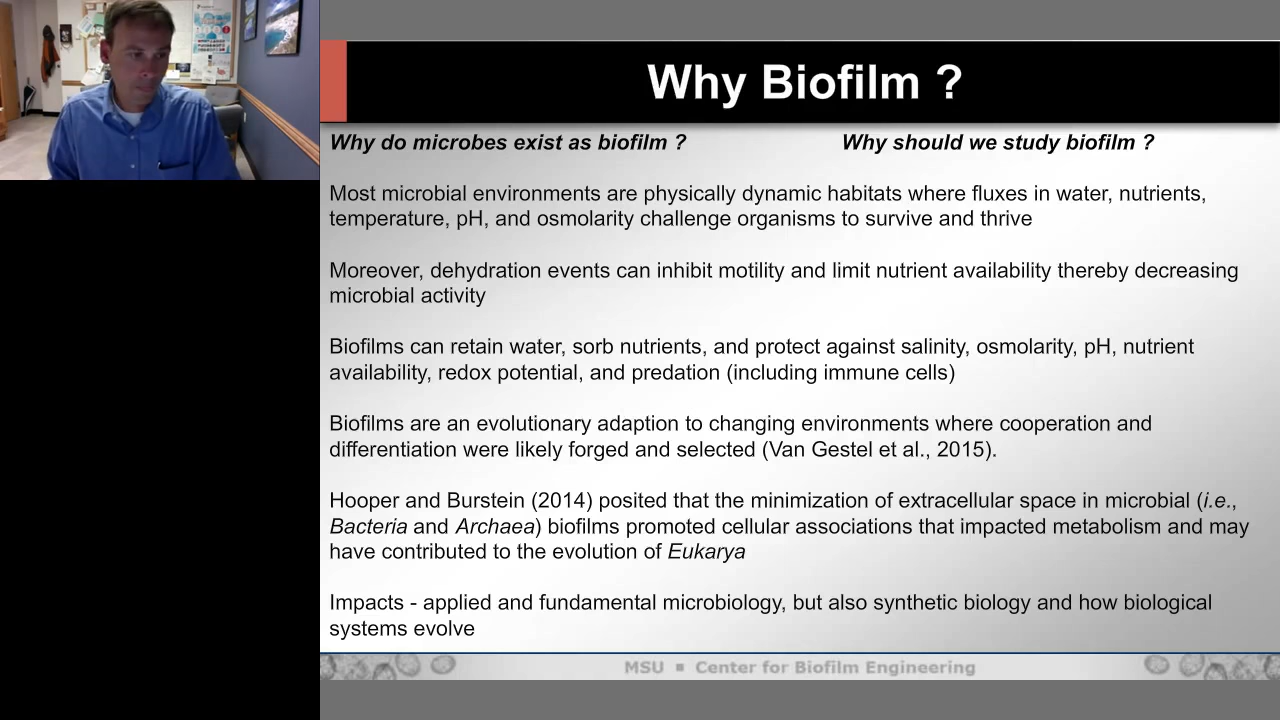 Why Biofilm ?
Why do microbes exist as biofilm ? Why should we study biofilm ?
Most microbial environments are physically dynamic habitats where fluxes in water, nutrients,
temperature, pH, and osmolarity challenge organisms to survive and thrive
Moreover, dehydration events can inhibit motility and limit nutrient availability thereby decreasing
microbial activity
Biofilms can retain water, sorb nutrients, and protect against salinity, osmolarity, pH, nutrient
availability, redox potential, and predation (including immune cells)
Biofilms are an evolutionary adaption to changing environments where cooperation and
differentiation were likely forged and selected (Van Gestel et al., 2015).
Hooper and Burstein (2014) posited that the minimization of extracellular space in microbial (i.e.,
Bacteria and Archaea) biofilms promoted cellular associations that impacted metabolism and may
have contributed to the evolution of Eukarya
Impacts - applied and fundamental microbiology, but also synthetic biology and how biological
systems evolve
MSU ▪ Center for Biofilm Engineering